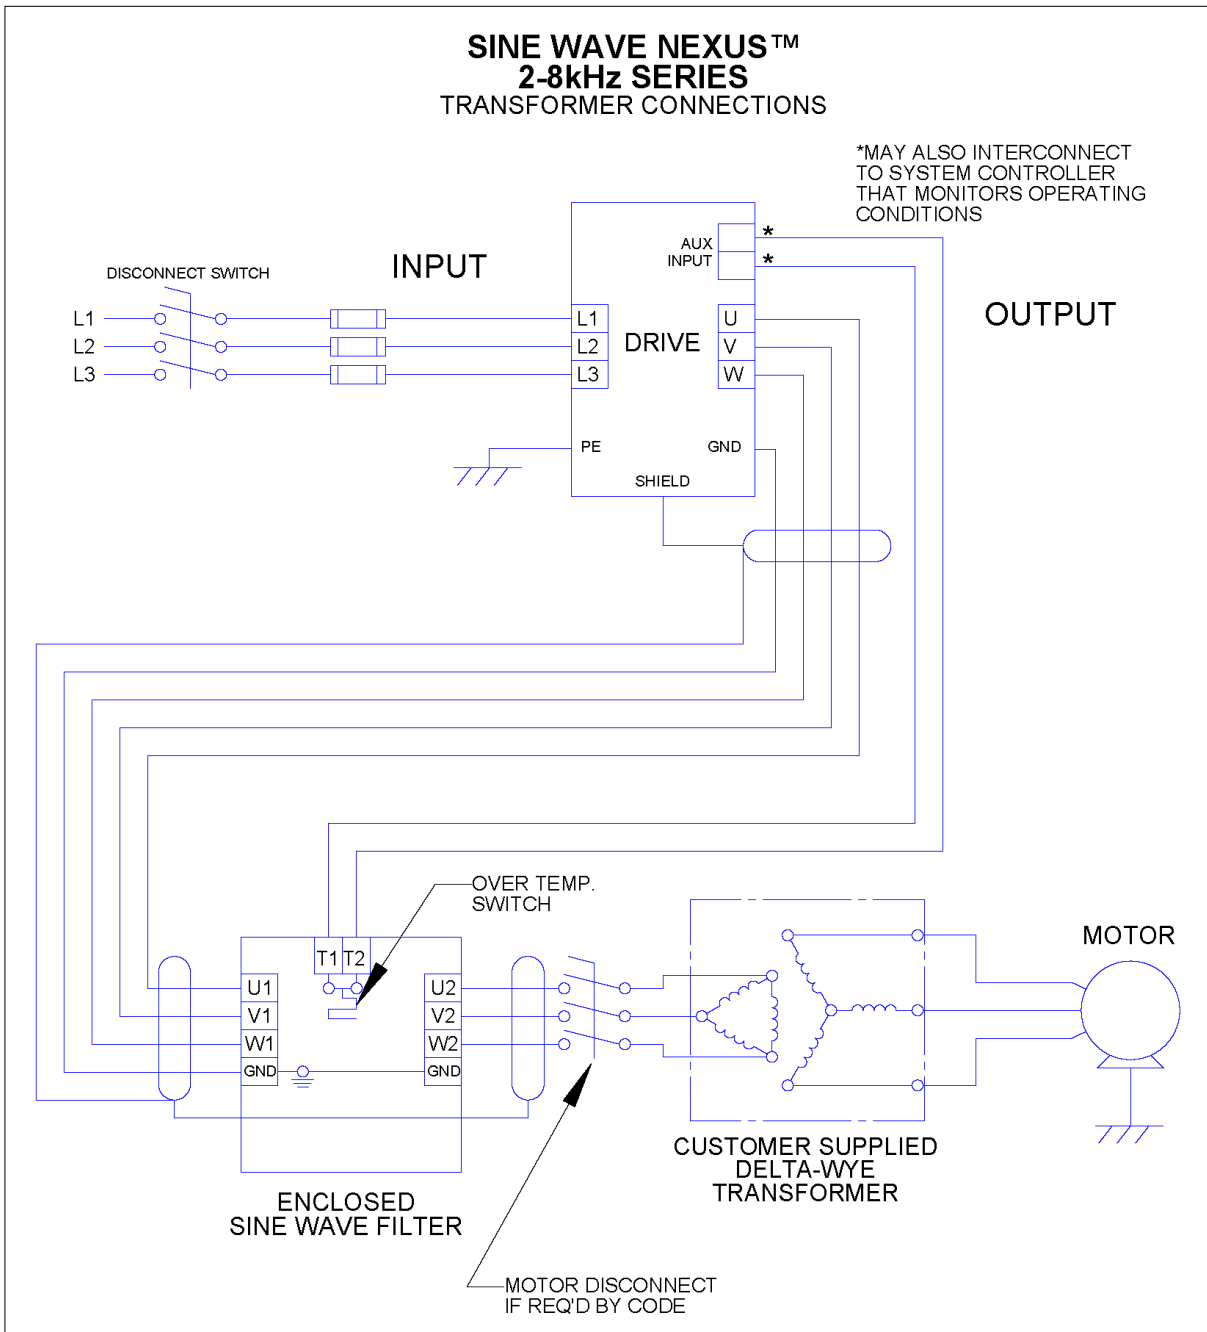 SINE WAVE NEXUS™
2-8kHz SERIES
TRANSFORMER CONNECTIONS
*MAY ALSO INTERCONNECT
TO SYSTEM CONTROLLER
THAT MONITORS OPERATING
CONDITIONS
DISCONNECT SWITCH
INPUT
AUX
INPUT
*
*
OUTPUT
L1
L2
L3
L1
L2
L3
DRIVE
U
V
W
PE
GND
SHIELD
OVER TEMP.
SWITCH
T1 T2
U1
V1
W1
GND
U2
V2
W2
GND
MOTOR
CUSTOMER SUPPLIED
DELTA-WYE
TRANSFORMER
ENCLOSED
SINE WAVE FILTER
MOTOR DISCONNECT
IF REQ'D BY CODE